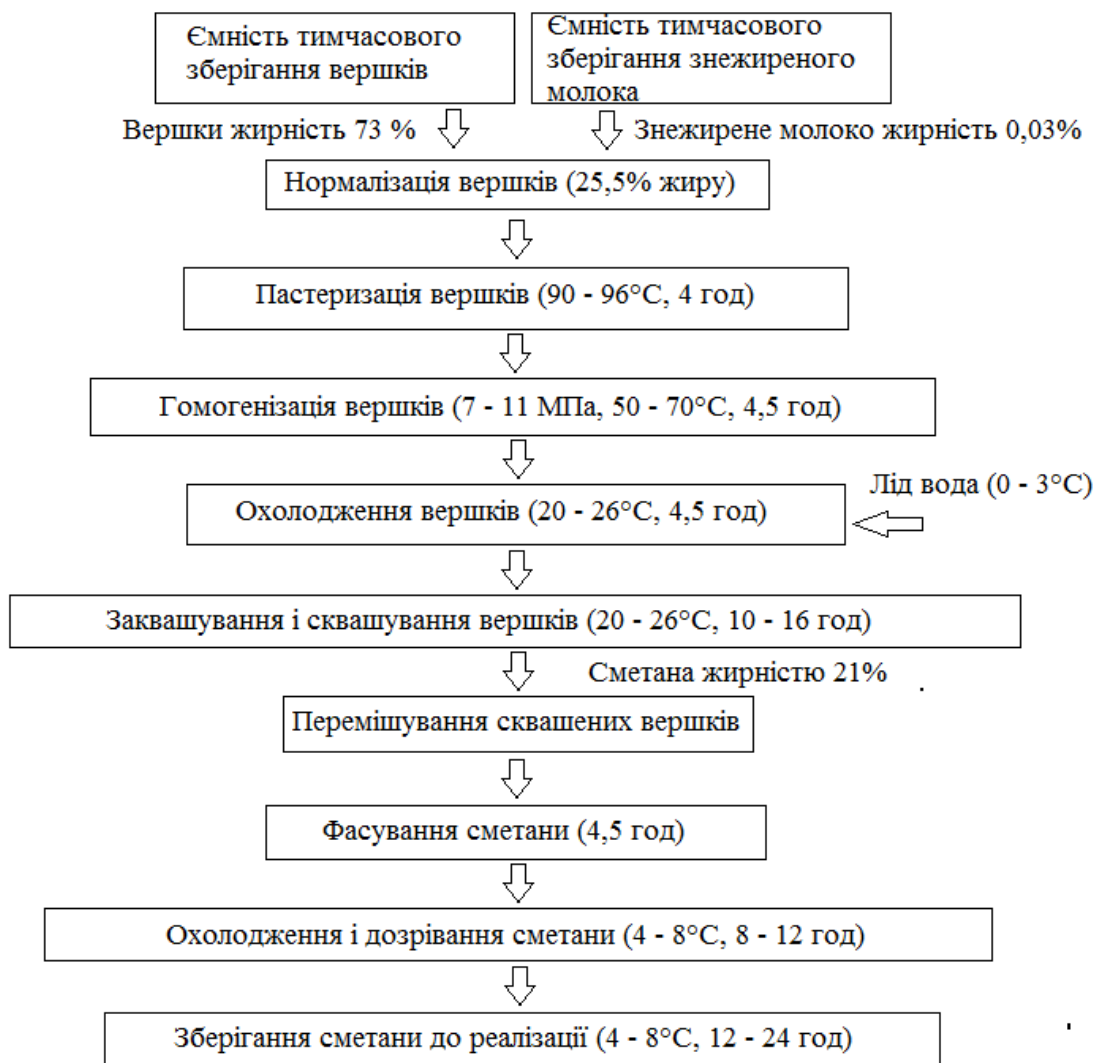 Ємність тимчасового
зберігання вершків
Ємність тимчасового
зберігання знежиреного
молока
Вершки жирність 73 %
Знежирене молоко жирність 0,03%
Нормалізація вершків (25,5% жиру)
Пастеризація вершків (90 - 96°C, 4 год)
Гомогенізація вершків (7 - 11 МПа, 50 - 70°C, 4,5 год)
Лід вода (0 - 3°C)
Охолодження вершків (20 - 26°C, 4,5 год)
Заквашування і сквашування вершків (20 - 26°C, 10 - 16 год)
Сметана жирністю 21%
Перемішування сквашених вершків
Фасування сметани (4,5 год)
Охолодження і дозрівання сметани (4 - 8°C, 8 - 12 год)
Зберігання сметани до реалізації (4 - 8°C, 12 - 24 год)